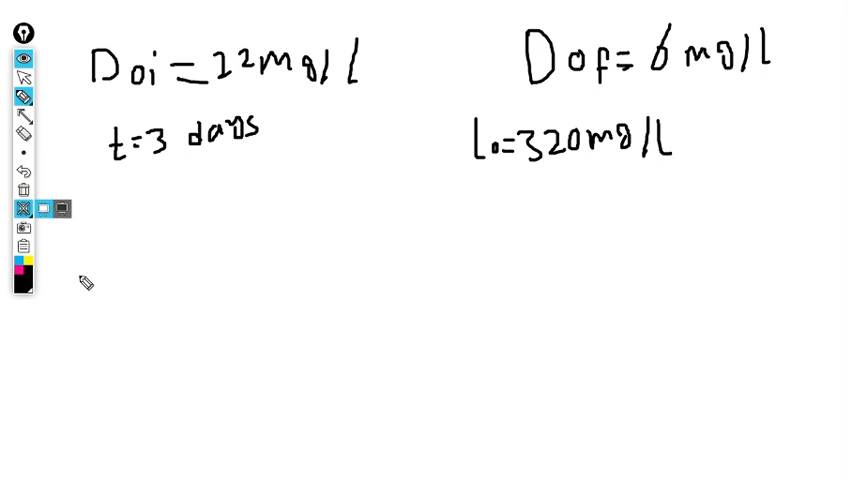 Doi = 12 mg/l
Dof = 6 mg/l
t = 3 days
Lo = 320 mg/L